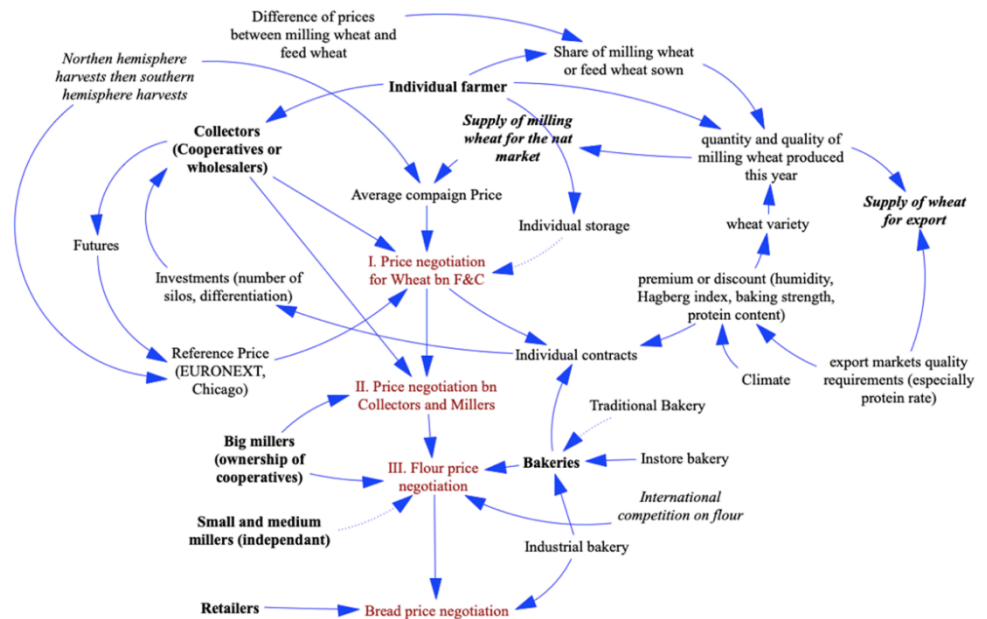 Difference of prices
between milling wheat and
feed wheat
Share of milling wheat
or feed wheat sown
Northen hemisphere
harvests then southern
hemisphere harvests
Individual farmer
Collectors
(Cooperatives or
wholesalers)
Supply of milling
wheat for the nat
market
quantity and quality of
milling wheat produced
this year
Average compaign Price
Supply of wheat
for export
Individual storage
wheat variety
Futures
I. Price negotiation
for Wheat bn F&C
Investments (number of
silos, differentiation)
premium or discount (humidity,
Hagberg index, baking strength,
protein content)
Reference Price
(EURONEXT,
Chicago)
Individual contracts
Climate
export markets quality
requirements (especially
protein rate)
II. Price negotiation bn
Collectors and Millers
Traditional Bakery
Big millers
(ownership of
cooperatives)
III. Flour price
negotiation
Bakeries
Instore bakery
International
competition on flour
Small and medium
millers (independant)
Industrial bakery
Retailers
Bread price negotiation